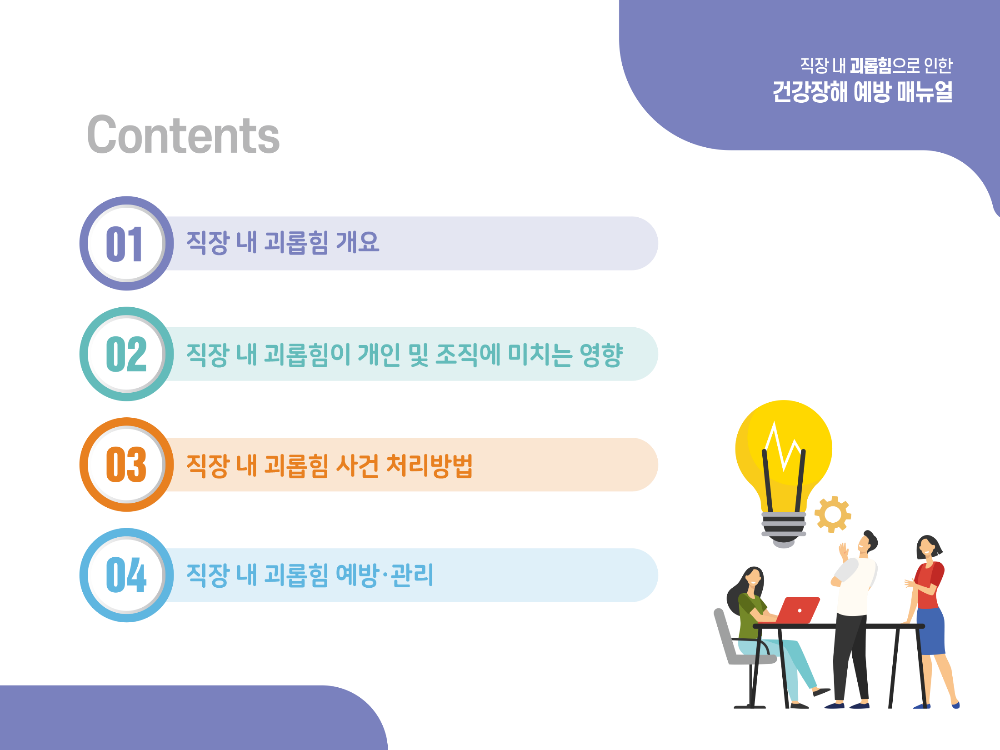 직장 내 괴롭힘으로 인한
건강장해 예방 매뉴얼
Contents
01 직장 내 괴롭힘 개요
02 직장 내 괴롭힘이 개인 및 조직에 미치는 영향
03 직장 내 괴롭힘 사건 처리방법
04 직장 내 괴롭힘 예방·관리